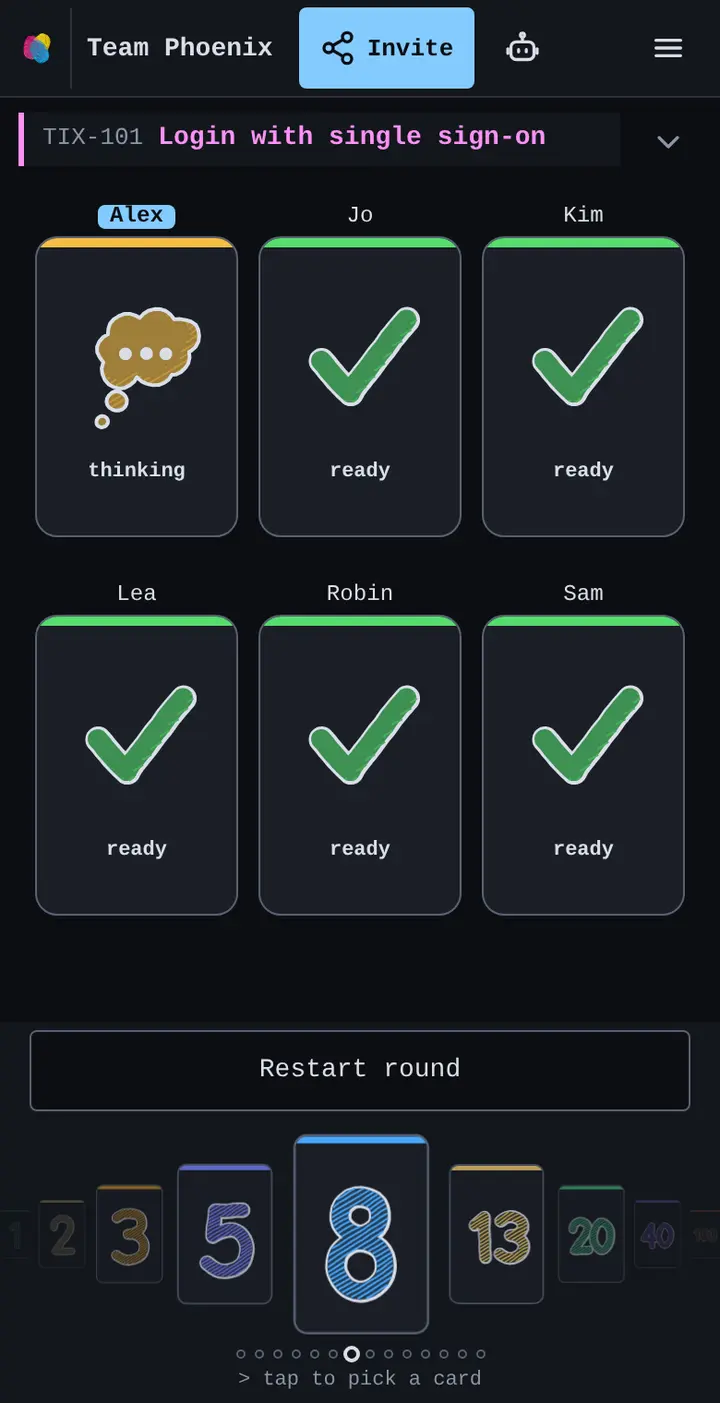 Team Phoenix Invite
TIX-101 Login with single sign-on
Alex Jo Kim
thinking ready ready
Lea Robin Sam
ready ready ready
Restart round
1 2 3 5 8 13 20 40
> tap to pick a card